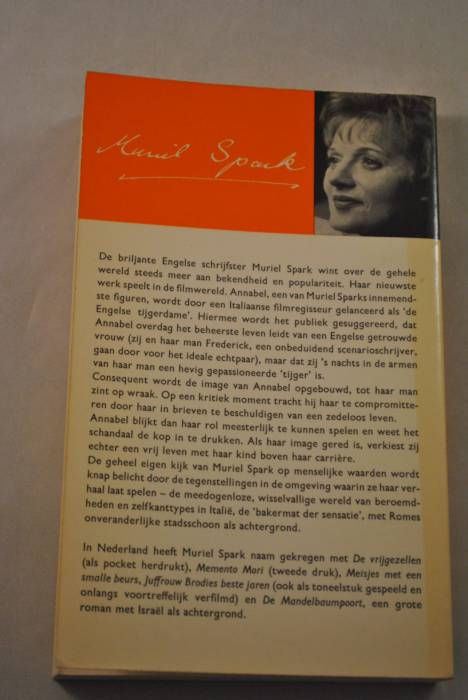 Muriel Spark
De briljante Engelse schrijfster Muriel Spark wint over de gehele
wereld steeds meer aan bekendheid en populariteit. Haar nieuwste
werk speelt in de filmwereld. Annabel, een van Muriel Sparks innemend-
ste figuren, wordt door een Italiaanse filmregisseur gelanceerd als 'de
Engelse tijgerdame'. Hiermee wordt het publiek gesuggereerd, dat
Annabel overdag het beheerste leven leidt van een Engelse getrouwde
vrouw (zij en haar man Frederick, een onbeduidend scenarioschrijver,
gaan door voor het ideale echtpaar), maar dat zij 's nachts in de armen
van haar man een hevig gepassioneerde 'tijger' is.
Consequent wordt de image van Annabel opgebouwd, tot haar man
zint op wraak. Op een kritiek moment tracht hij haar te compromitte-
ren door haar in brieven te beschuldigen van een zedeloos leven.
Annabel blijkt dan haar rol meesterlijk te kunnen spelen en weet het
schandaal de kop in te drukken. Als haar image gered is, verkiest zij
echter een vrij leven met haar kind boven haar carrière.
De geheel eigen kijk van Muriel Spark op menselijke waarden wordt
knap belicht door de tegenstellingen in de omgeving waarin ze haar ver-
haal laat spelen – de meedogenloze, wisselvallige wereld van beroemd-
heden en zelfkanttypes in Italië, de 'bakermat der sensatie', met Romes
onveranderlijke stadsschoon als achtergrond.
In Nederland heeft Muriel Spark naam gekregen met De vrijgezellen
(als pocket herdrukt), Memento Mori (tweede druk), Meisjes met een
smalle beurs, Juffrouw Brodies beste jaren (ook als toneelstuk gespeeld en
onlangs voortreffelijk verfilmd) en De Mandelbaumpoort, een grote
roman met Israël als achtergrond.